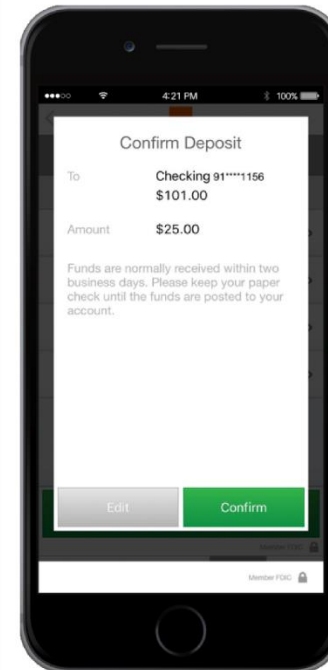 4:21 PM
100%
Confirm Deposit
To
Checking 91****1156
$101.00
Amount
$25.00
Funds are normally received within two
business days. Please keep your paper
check until the funds are posted to your
account.
Edit
Confirm
Member FDIC
Member FDIC